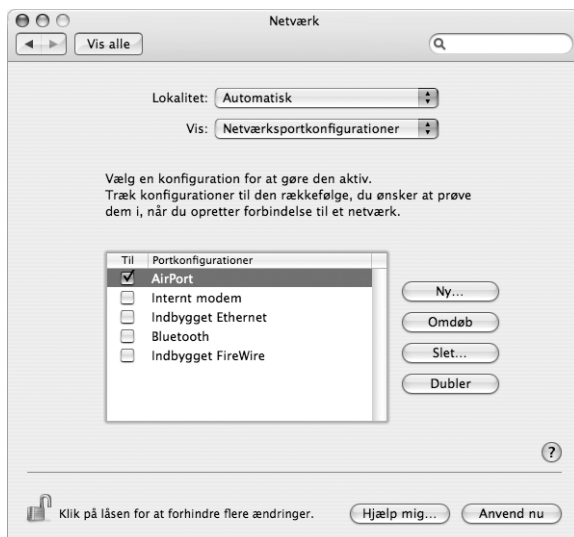 Netværk
Vis alle
Lokalitet: Automatisk
Vis: Netværksportkonfigurationer
Vælg en konfiguration for at gøre den aktiv.
Træk konfigurationer til den rækkefølge, du ønsker at prøve
dem i, når du opretter forbindelse til et netværk.
Til Portkonfigurationer
AirPort
Internt modem
Indbygget Ethernet
Bluetooth
Indbygget FireWire
Ny...
Omdøb
Slet...
Dubler
?
Klik på låsen for at forhindre flere ændringer.
Hjælp mig... Anvend nu